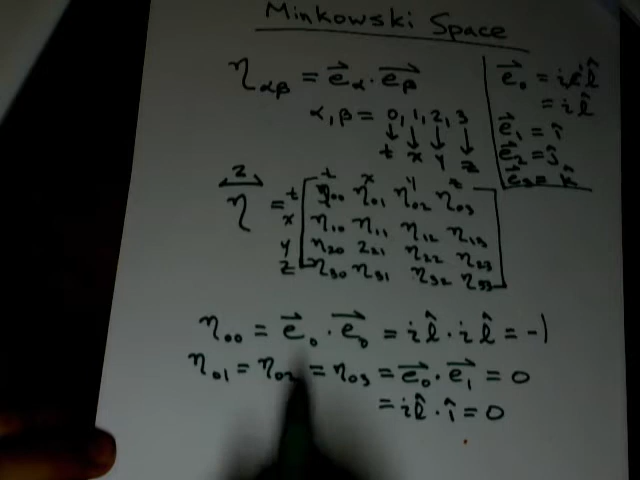 Minkowski Space
η_αβ = e⃗_α · e⃗_β
α, β = 0, 1, 2, 3
↓ ↓ ↓ ↓
t x y z
e⃗_0 = i l̂
= i l̂
e⃗_1 = î
e⃗_2 = ĵ
e⃗_3 = k̂
2
t x y z
η = t [ η_00 η_01 η_02 η_03
x η_10 η_11 η_12 η_13
y η_20 2_21 η_22 η_23
z η_30 η_31 η_32 η_33 ]
η_00 = e⃗_0 · e⃗_0 = i l̂ · i l̂ = -1
η_01 = η_02 = η_03 = e⃗_0 · e⃗_1 = 0
= i l̂ · î = 0